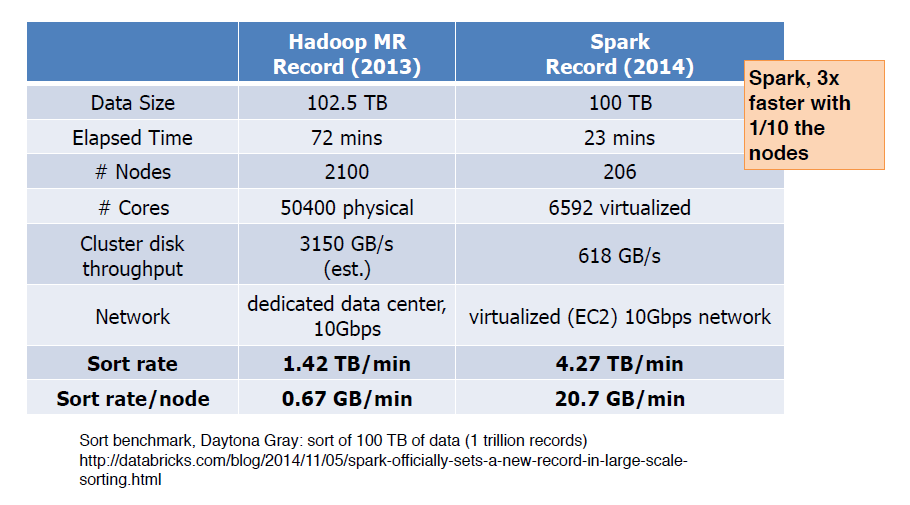 Hadoop MR
Record (2013)
Spark
Record (2014)
Spark, 3x
faster with
1/10 the
nodes
Data Size 102.5 TB 100 TB
Elapsed Time 72 mins 23 mins
# Nodes 2100 206
# Cores 50400 physical 6592 virtualized
Cluster disk
throughput
3150 GB/s
(est.)
618 GB/s
Network
dedicated data center,
10Gbps
virtualized (EC2) 10Gbps network
Sort rate 1.42 TB/min 4.27 TB/min
Sort rate/node 0.67 GB/min 20.7 GB/min
Sort benchmark, Daytona Gray: sort of 100 TB of data (1 trillion records)
http://databricks.com/blog/2014/11/05/spark-officially-sets-a-new-record-in-large-scale-
sorting.html